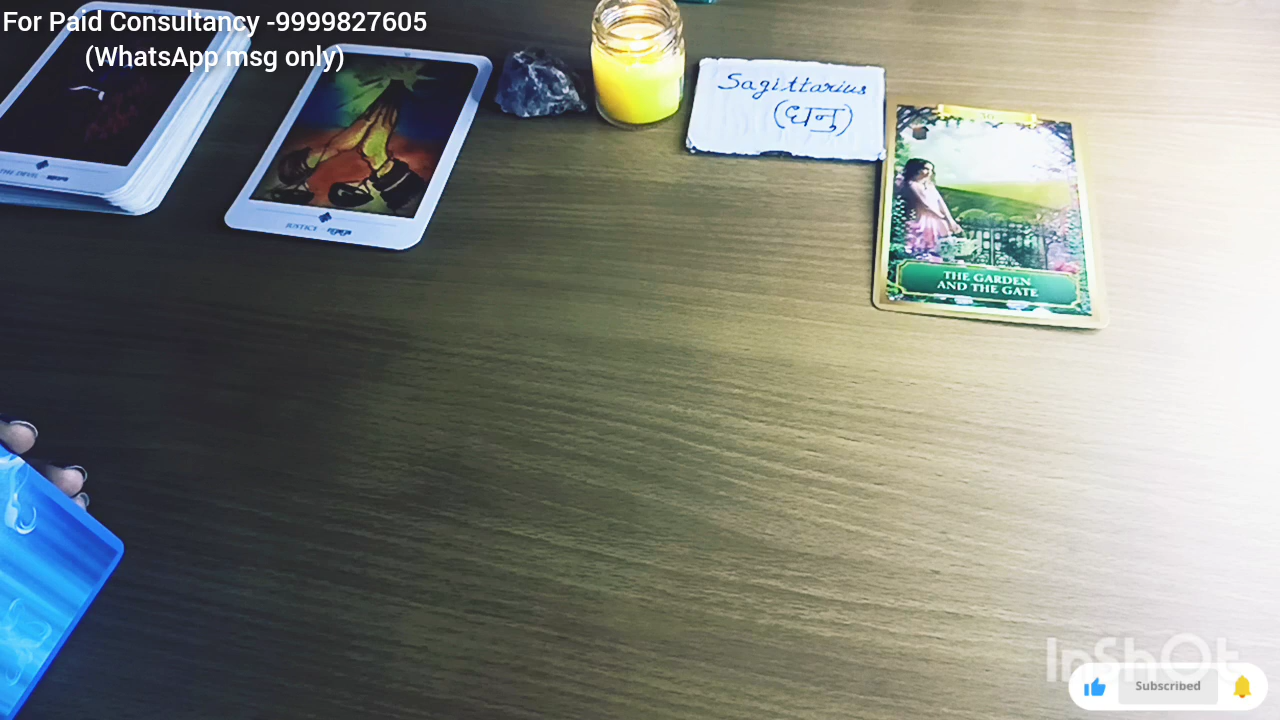 For Paid Consultancy -9999827605
(WhatsApp msg only)
Sagittarius
(धनु)
30
THE GARDEN
AND THE GATE
THE DEVIL
JUSTICE
InShOt
Subscribed